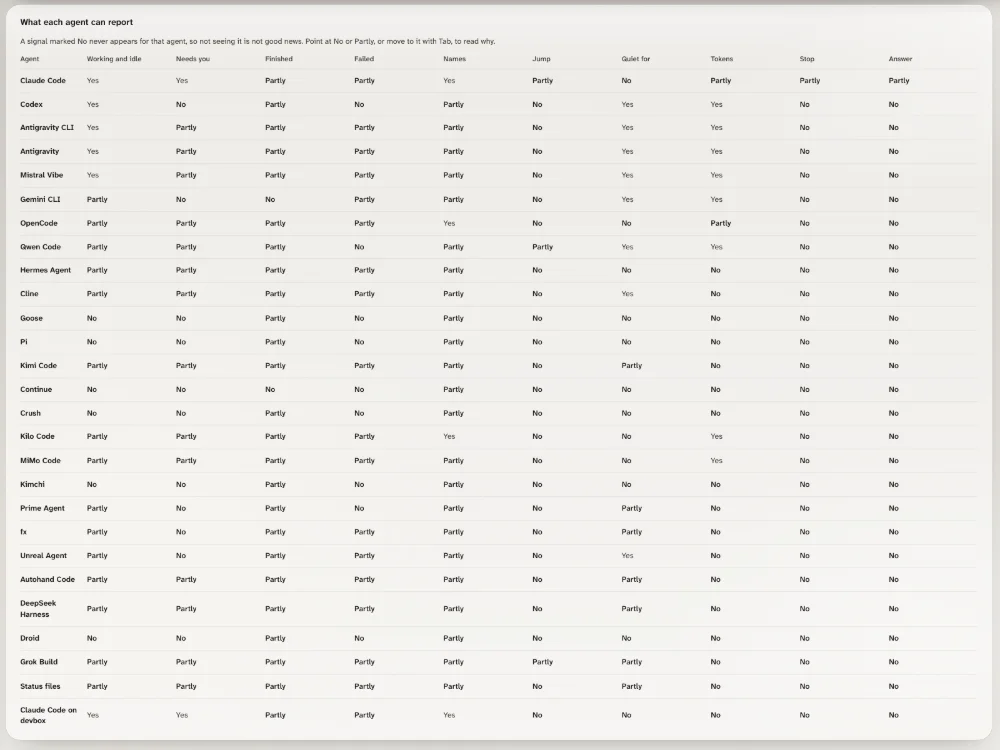 What each agent can report
A signal marked No never appears for that agent, so not seeing it is not good news. Point at No or Partly, or move to it with Tab, to read why.
Agent Working and idle Needs you Finished Failed Names Jump Quiet for Tokens Stop Answer
Claude Code Yes Yes Partly Partly Yes Partly No Partly Partly Partly
Codex Yes No Partly No Partly No Yes Yes No No
Antigravity CLI Yes Partly Partly Partly Partly No Yes Yes No No
Antigravity Yes Partly Partly Partly Partly No Yes Yes No No
Mistral Vibe Yes Partly Partly Partly Partly No Yes Yes No No
Gemini CLI Partly No No Partly Partly No Yes Yes No No
OpenCode Partly Partly Partly Partly Yes No No Partly No No
Qwen Code Partly Partly Partly No Partly Partly Yes Yes No No
Hermes Agent Partly Partly Partly Partly Partly No No No No No
Cline Partly Partly Partly Partly Partly No Yes No No No
Goose No No Partly No Partly No No No No No
Pi No No Partly No Partly No No No No No
Kimi Code Partly Partly Partly Partly Partly No Partly No No No
Continue No No No No Partly No No No No No
Crush No No Partly No Partly No No No No No
Kilo Code Partly Partly Partly Partly Yes No No Yes No No
MiMo Code Partly Partly Partly Partly Partly No No Yes No No
Kimchi No No Partly No Partly No No No No No
Prime Agent Partly No Partly No Partly No Partly No No No
fx Partly No Partly Partly Partly No Partly No No No
Unreal Agent Partly No Partly Partly Partly No Yes No No No
Autohand Code Partly Partly Partly Partly Partly No Partly No No No
DeepSeek
Harness Partly Partly Partly Partly Partly No Partly No No No
Droid No No Partly No Partly No No No No No
Grok Build Partly Partly Partly Partly Partly Partly Partly No No No
Status files Partly Partly Partly Partly Partly No Partly No No No
Claude Code on
devbox Yes Yes Partly Partly Yes No No No No No